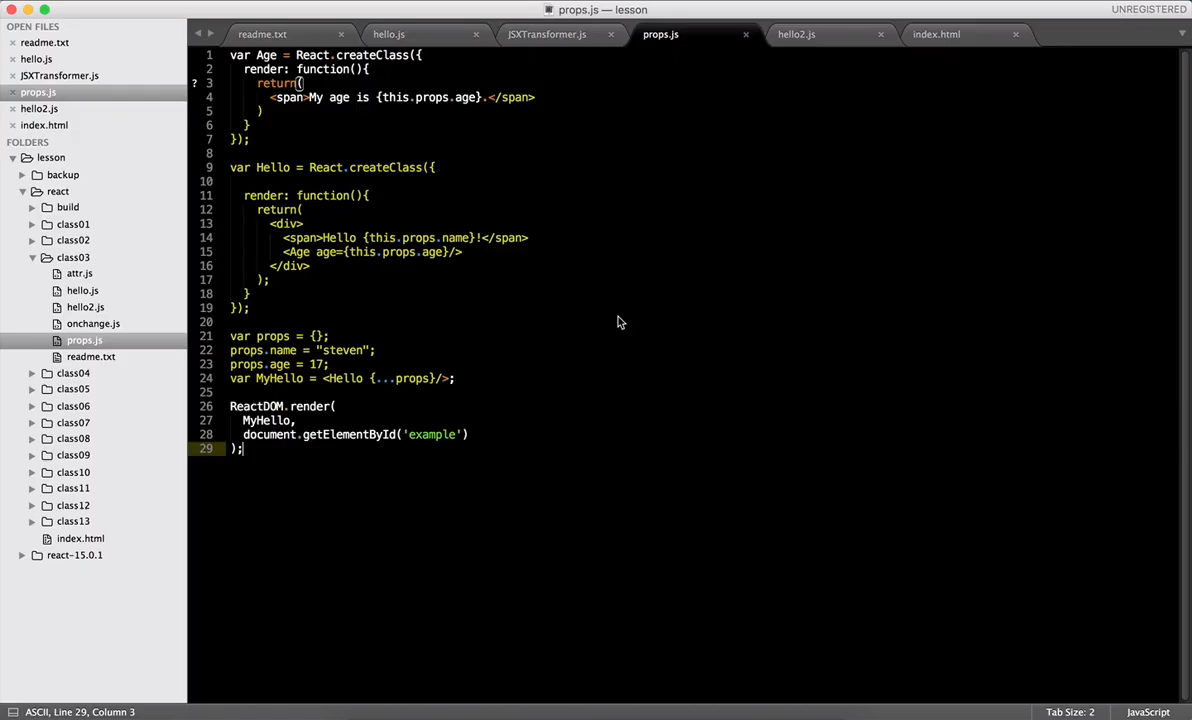 props.js — lesson
UNREGISTERED
OPEN FILES
readme.txt
hello.js
JSXTransformer.js
props.js
hello2.js
index.html
FOLDERS
lesson
backup
react
build
class01
class02
class03
attr.js
hello.js
hello2.js
onchange.js
props.js
readme.txt
class04
class05
class06
class07
class08
class09
class10
class11
class12
class13
index.html
react-15.0.1
readme.txt
hello.js
JSXTransformer.js
props.js
hello2.js
index.html
1 var Age = React.createClass({
2 render: function(){
? 3 return(
4 <span>My age is {this.props.age}.</span>
5 )
6 }
7 });
8
9 var Hello = React.createClass({
10
11 render: function(){
12 return(
13 <div>
14 <span>Hello {this.props.name}!</span>
15 <Age age={this.props.age}/>
16 </div>
17 );
18 }
19 });
20
21 var props = {};
22 props.name = "steven";
23 props.age = 17;
24 var MyHello = <Hello {...props}/>;
25
26 ReactDOM.render(
27 MyHello,
28 document.getElementById('example')
29 );
ASCII, Line 29, Column 3
Tab Size: 2
JavaScript